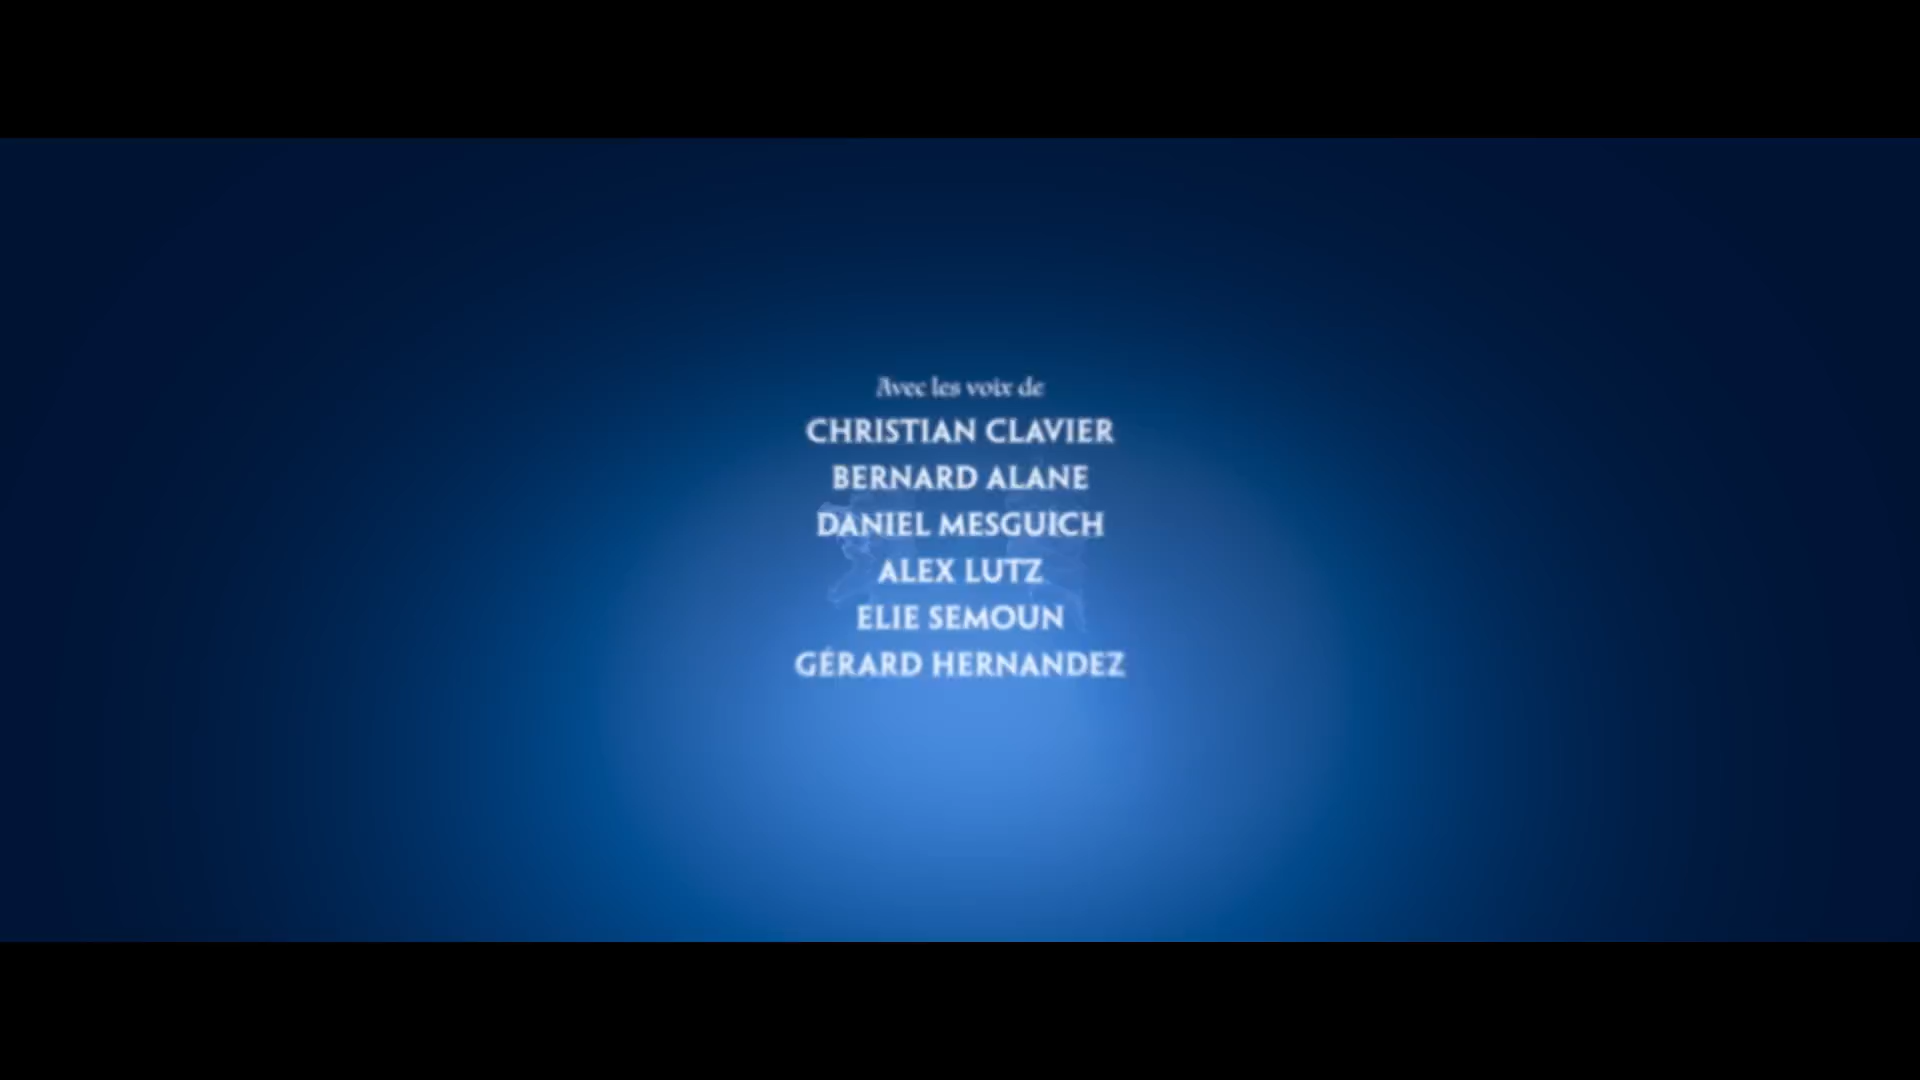 Avec les voix de
CHRISTIAN CLAVIER
BERNARD ALANE
DANIEL MESGUICH
ALEX LUTZ
ELIE SEMOUN
GÉRARD HERNANDEZ